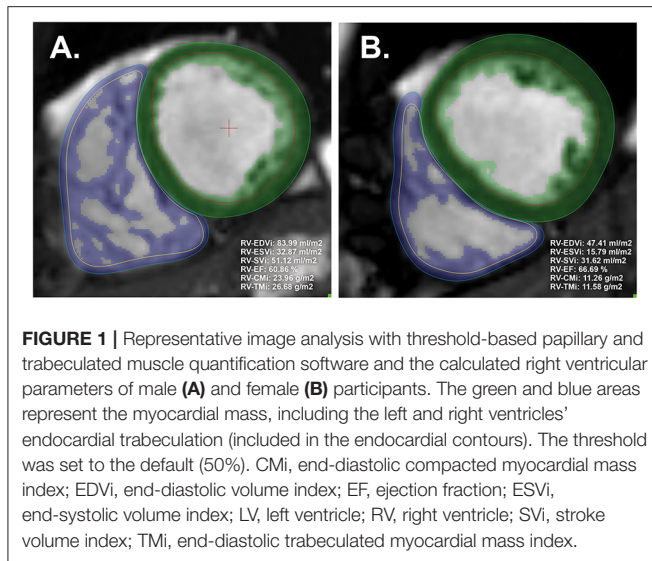 A.
RV-EDVi: 83.99 ml/m2
RV-ESVi: 32.87 ml/m2
RV-SVi: 51.12 ml/m2
RV-EF: 60.86 %
RV-CMi: 23.96 g/m2
RV-TMi: 26.68 g/m2
B.
RV-EDVi: 47.41 ml/m2
RV-ESVi: 15.79 ml/m2
RV-SVi: 31.62 ml/m2
RV-EF: 66.69 %
RV-CMi: 11.26 g/m2
RV-TMi: 11.58 g/m2
FIGURE 1 | Representative image analysis with threshold-based papillary and
trabeculated muscle quantification software and the calculated right ventricular
parameters of male (A) and female (B) participants. The green and blue areas
represent the myocardial mass, including the left and right ventricles’
endocardial trabeculation (included in the endocardial contours). The threshold
was set to the default (50%). CMi, end-diastolic compacted myocardial mass
index; EDVi, end-diastolic volume index; EF, ejection fraction; ESVi,
end-systolic volume index; LV, left ventricle; RV, right ventricle; SVi, stroke
volume index; TMi, end-diastolic trabeculated myocardial mass index.